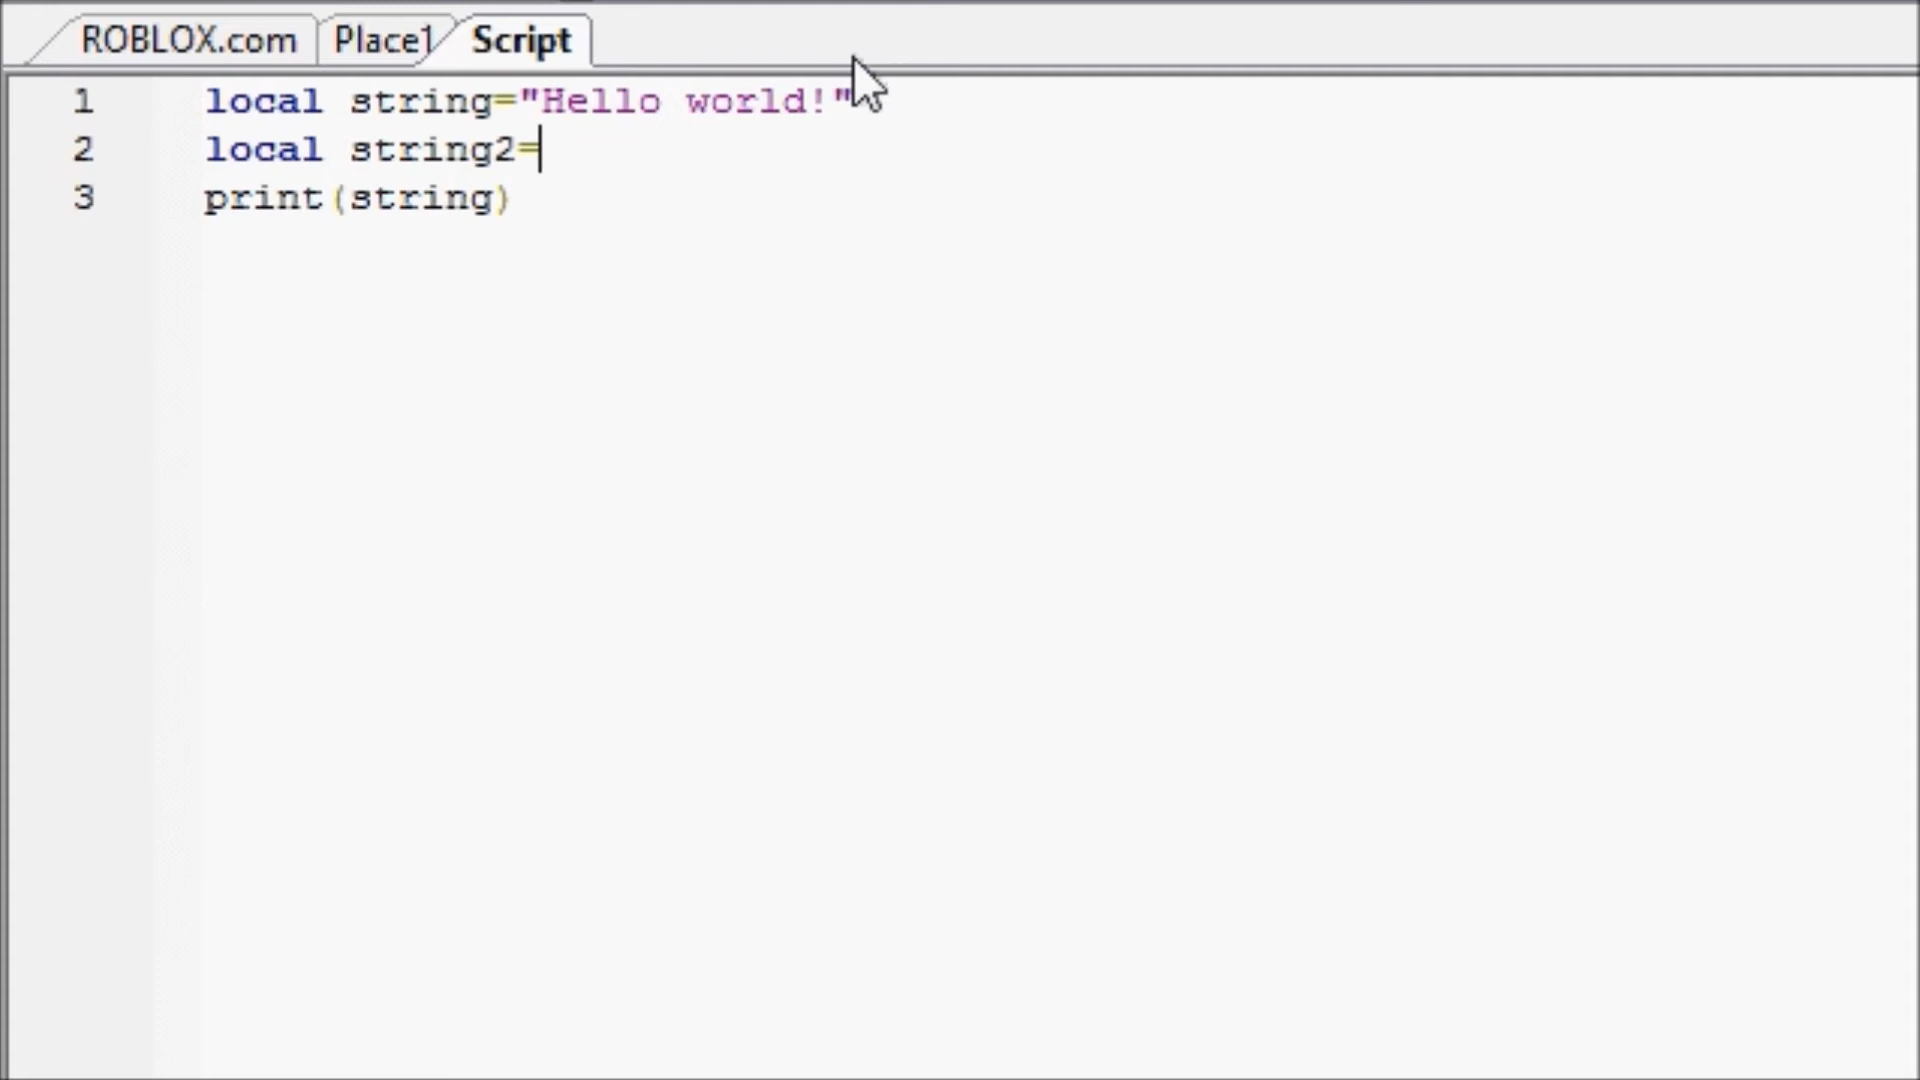 ROBLOX.com Place1 Script
1 local string="Hello world!"
2 local string2=
3 print(string)